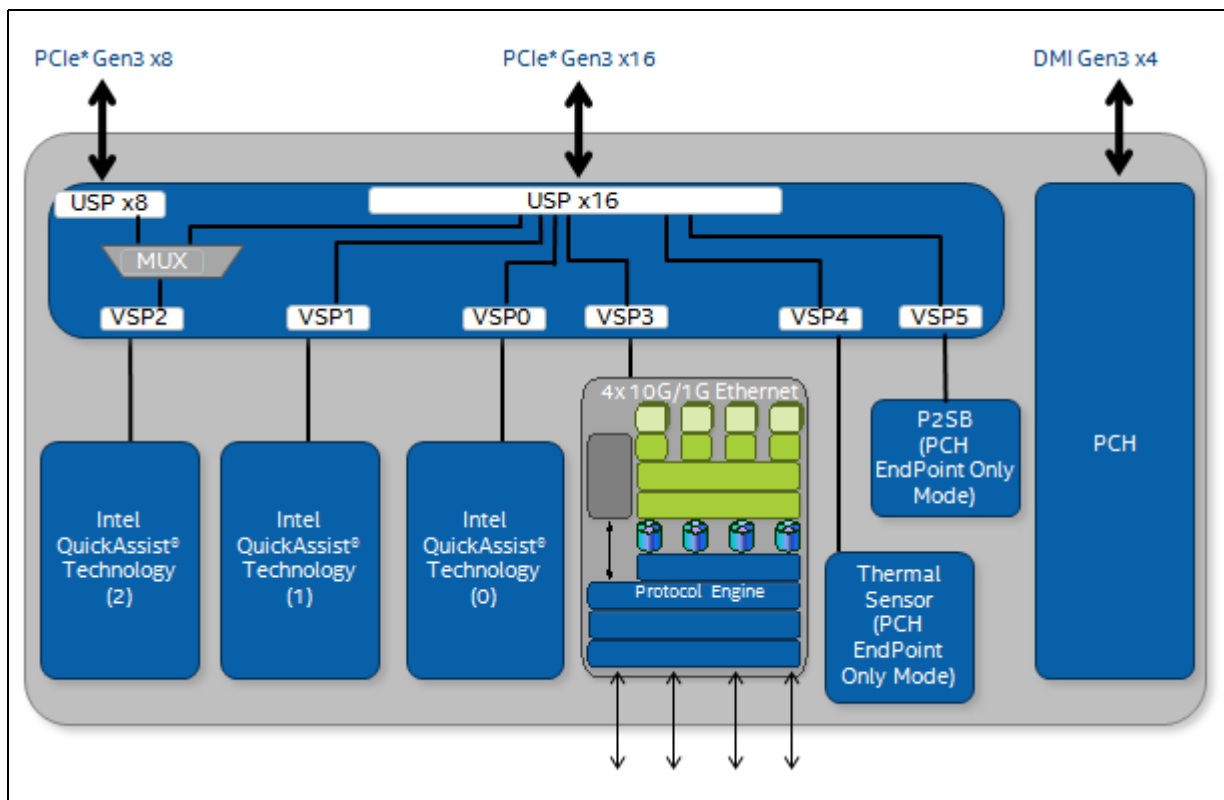 PCIe* Gen3 x8
PCIe* Gen3 x16
DMI Gen3 x4
USP x8
USP x16
MUX
VSP2
VSP1
VSP0
VSP3
VSP4
VSP5
4x 10G/1G Ethernet
P2SB
(PCH
EndPoint Only
Mode)
PCH
Intel
QuickAssist®
Technology
(2)
Intel
QuickAssist®
Technology
(1)
Intel
QuickAssist®
Technology
(0)
Protocol Engine
Thermal
Sensor
(PCH
EndPoint
Only Mode)